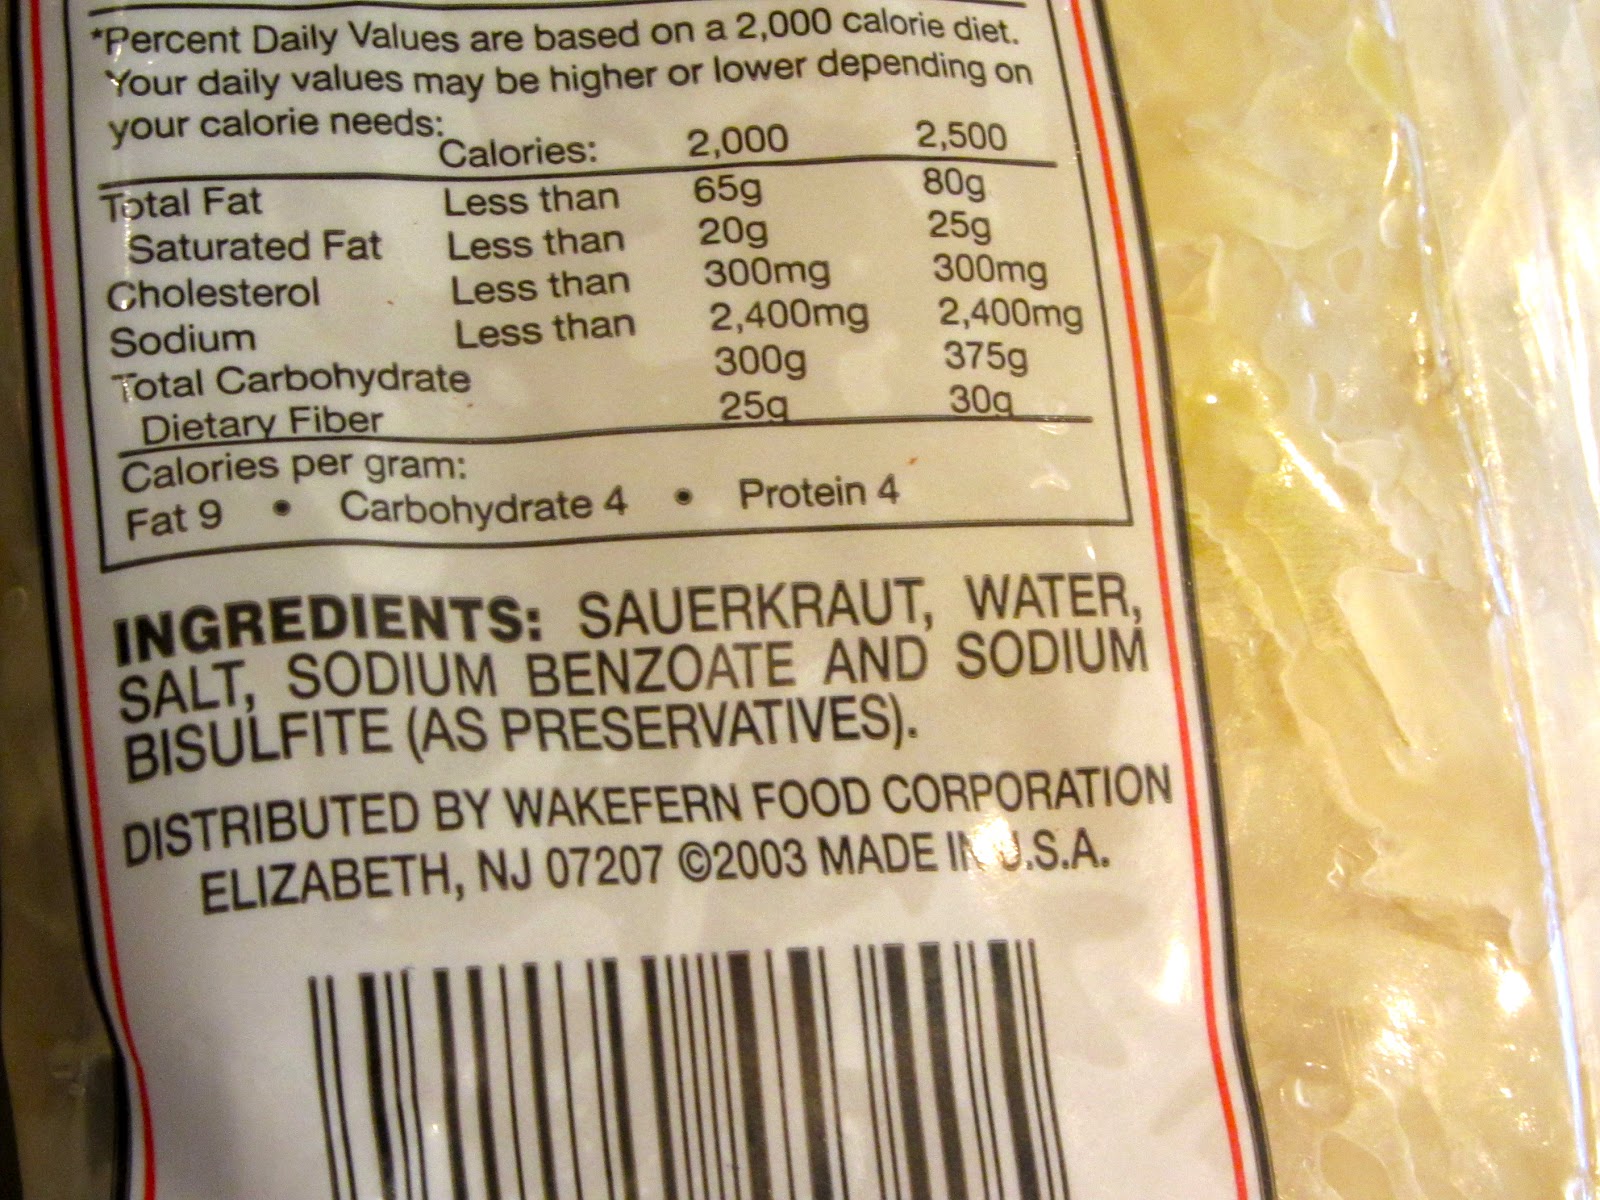 *Percent Daily Values are based on a 2,000 calorie diet.
Your daily values may be higher or lower depending on
your calorie needs:
Calories: 2,000 2,500
Total Fat Less than 65g 80g
Saturated Fat Less than 20g 25g
Cholesterol Less than 300mg 300mg
Sodium Less than 2,400mg 2,400mg
Total Carbohydrate 300g 375g
Dietary Fiber 25g 30g
Calories per gram:
Fat 9 • Carbohydrate 4 • Protein 4
INGREDIENTS: SAUERKRAUT, WATER,
SALT, SODIUM BENZOATE AND SODIUM
BISULFITE (AS PRESERVATIVES).
DISTRIBUTED BY WAKEFERN FOOD CORPORATION
ELIZABETH, NJ 07207 ©2003 MADE IN U.S.A.